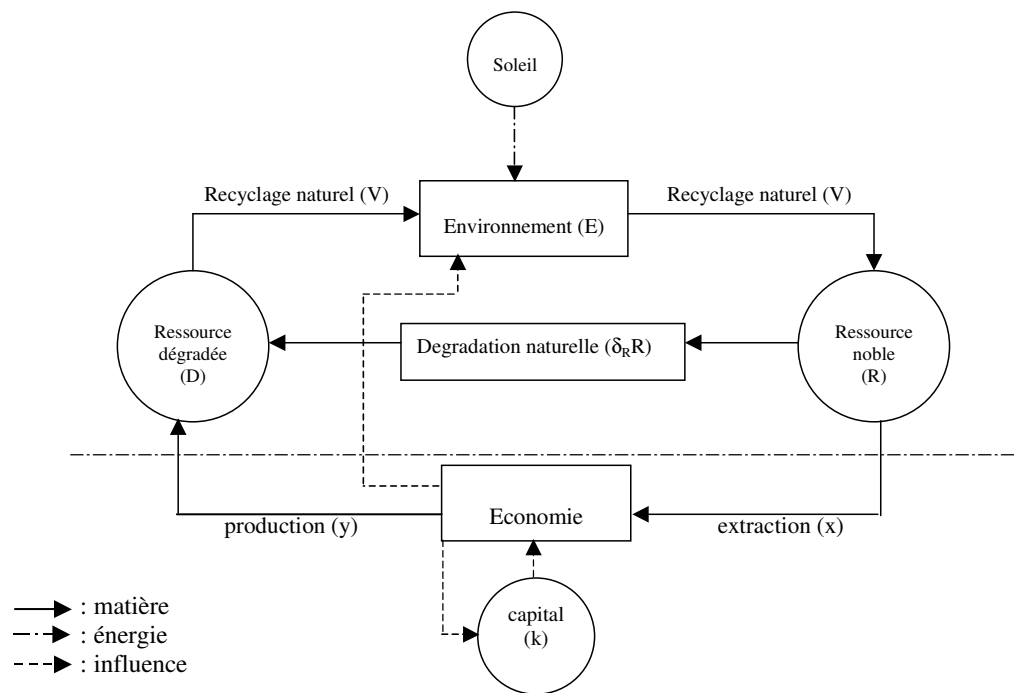 Soleil
Recyclage naturel (V)
Recyclage naturel (V)
Environnement (E)
Ressource
dégradée
(D)
Degradation naturelle (δ_RR)
Ressource
noble
(R)
Economie
production (y)
extraction (x)
capital
(k)
: matière
: énergie
: influence